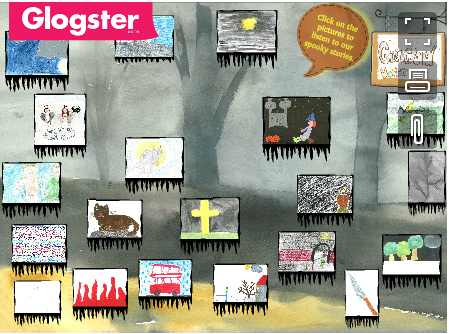 Glogster
Click on the
pictures to
listen to our
spooky stories.